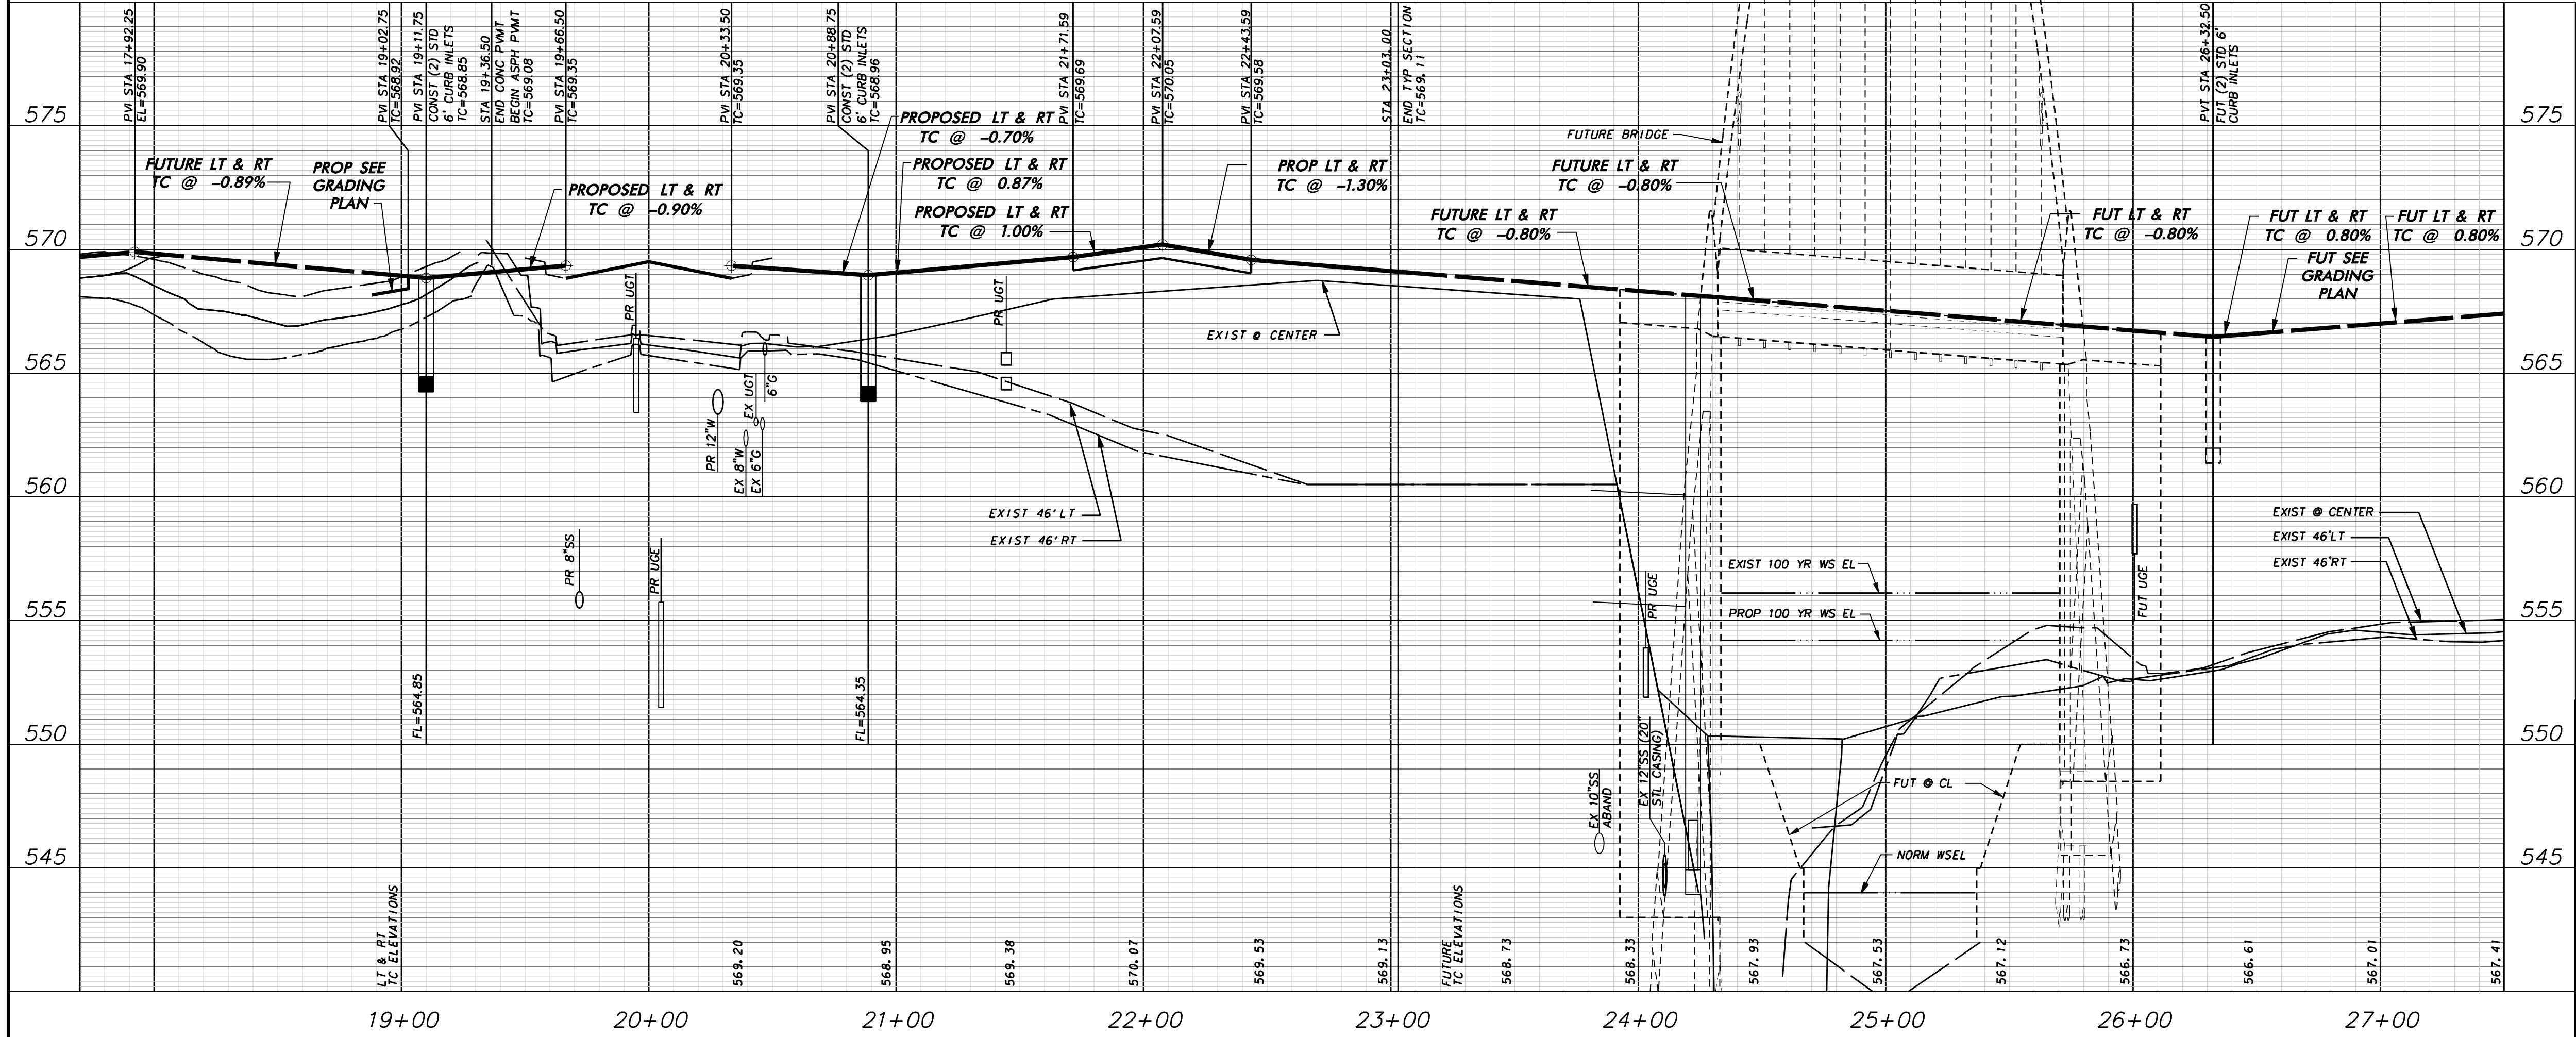 PVI STA 17+92.25
EL=569.90
PVI STA 19+02.75
TC=568.92
PVI STA 19+11.75
CONST (2) STD
6' CURB INLETS
TC=568.85
STA 19+36.50
END CONC PVMT
BEGIN ASPH PVMT
TC=569.08
PVI STA 19+66.50
TC=569.35
PVI STA 20+33.50
TC=569.35
PVI STA 20+88.75
CONST (2) STD
6' CURB INLETS
TC=568.96
PVI STA 21+71.59
TC=569.69
PVI STA 22+07.59
TC=570.05
PVI STA 22+43.59
TC=569.58
STA 23+03.00
END TYP SECTION
TC=569.11
PVT STA 26+32.50
FUT (2) STD 6'
CURB INLETS
575
575
FUTURE LT & RT
TC @ -0.89%
PROP SEE
GRADING
PLAN
PROPOSED LT & RT
TC @ -0.90%
PROPOSED LT & RT
TC @ -0.70%
PROPOSED LT & RT
TC @ 0.87%
PROPOSED LT & RT
TC @ 1.00%
PROP LT & RT
TC @ -1.30%
FUTURE LT & RT
TC @ -0.80%
FUTURE BRIDGE
FUTURE LT & RT
TC @ -0.80%
FUT LT & RT
TC @ -0.80%
FUT LT & RT
TC @ 0.80%
FUT LT & RT
TC @ 0.80%
FUT SEE
GRADING
PLAN
570
570
PR UGT
PR UGT
EXIST @ CENTER
565
565
PR 12"W
EX UGT
6"G
EX 8"W
EX 6"G
560
560
EXIST 46' LT
EXIST 46' RT
PR 8"SS
PR UGE
PR UGE
EXIST 100 YR WS EL
PROP 100 YR WS EL
FUT UGE
EXIST @ CENTER
EXIST 46'LT
EXIST 46'RT
555
555
FL=564.85
FL=564.35
550
550
EX 10"SS
ABAND
EX 12"SS (20"
STL CASING)
FUT @ CL
NORM WSEL
545
545
LT & RT
TC ELEVATIONS
569.20
568.95
569.38
570.07
569.53
569.13
FUTURE
TC ELEVATIONS
568.73
568.33
567.93
567.53
567.12
566.73
566.61
567.01
567.41
19+00
20+00
21+00
22+00
23+00
24+00
25+00
26+00
27+00